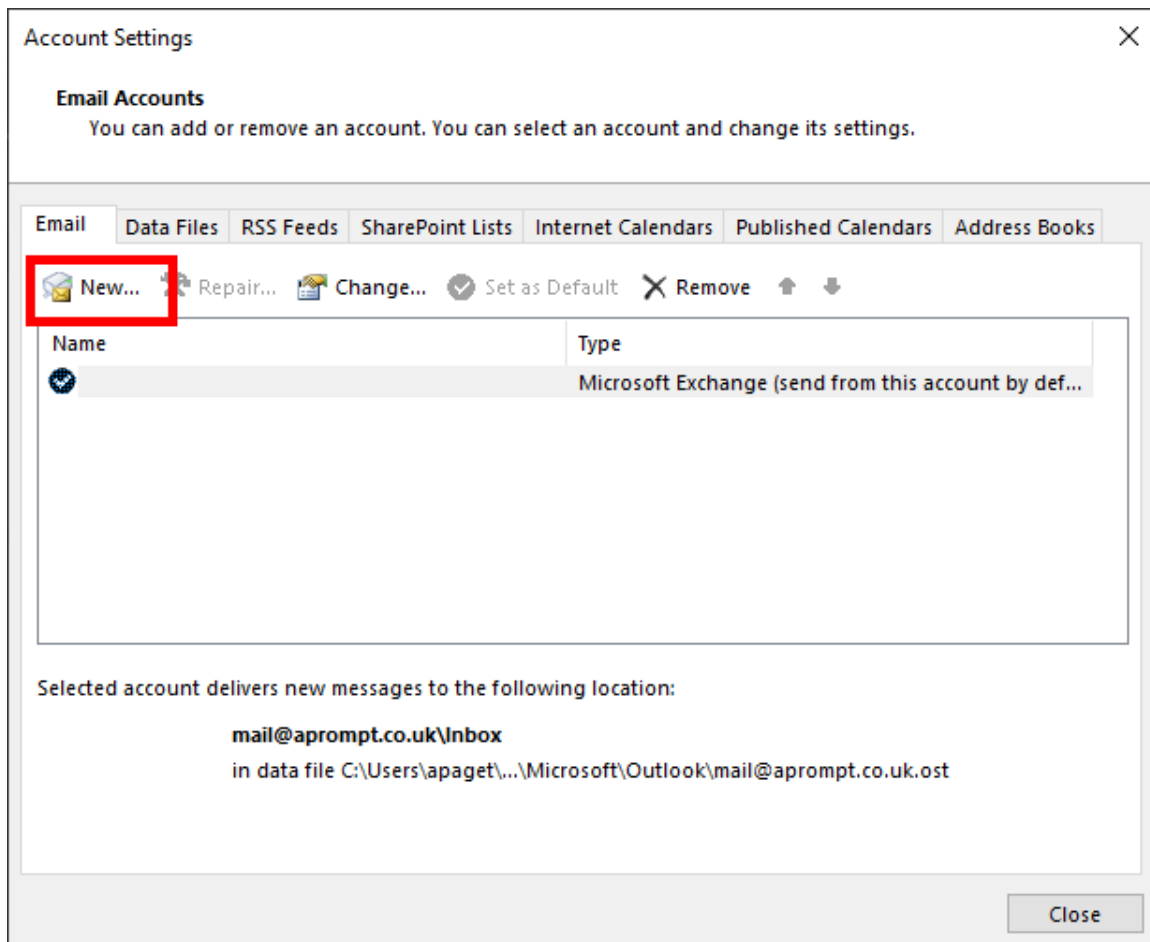 Account Settings
Email Accounts
You can add or remove an account. You can select an account and change its settings.
Email Data Files RSS Feeds SharePoint Lists Internet Calendars Published Calendars Address Books
New... Repair... Change... Set as Default Remove
Name Type
Microsoft Exchange (send from this account by def...
Selected account delivers new messages to the following location:
mail@aprompt.co.uk\Inbox
in data file C:\Users\apaget\...\Microsoft\Outlook\mail@aprompt.co.uk.ost
Close